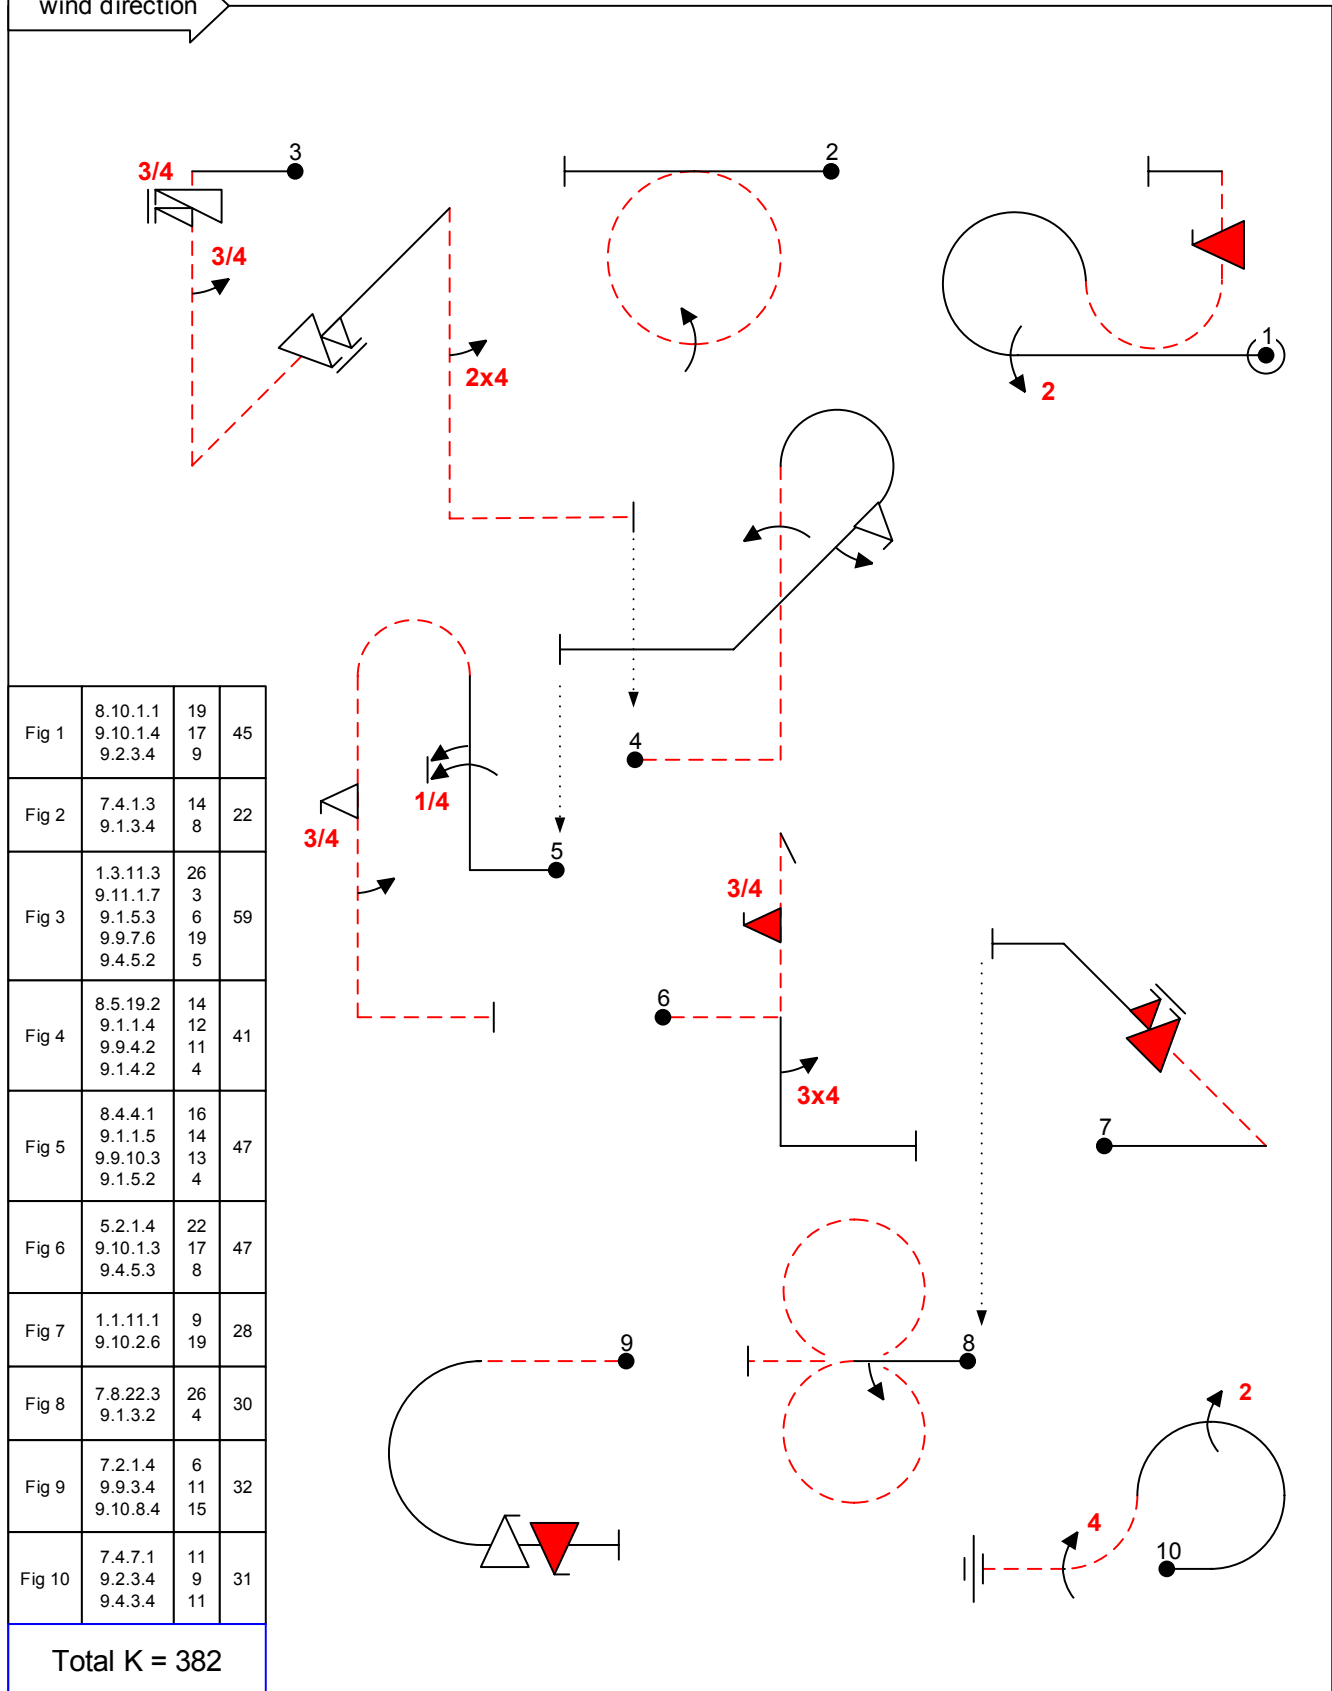 wind direction
3
3/4
3/4
2x4
2
1
2
4
1/4
3/4
5
3/4
6
3x4
7
8
9
2
4
10
Fig 1 8.10.1.1 19 45
9.10.1.4 17
9.2.3.4 9
Fig 2 7.4.1.3 14 22
9.1.3.4 8
Fig 3 1.3.11.3 26 59
9.11.1.7 3
9.1.5.3 6
9.9.7.6 19
9.4.5.2 5
Fig 4 8.5.19.2 14 41
9.1.1.4 12
9.9.4.2 11
9.1.4.2 4
Fig 5 8.4.4.1 16 47
9.1.1.5 14
9.9.10.3 13
9.1.5.2 4
Fig 6 5.2.1.4 22 47
9.10.1.3 17
9.4.5.3 8
Fig 7 1.1.11.1 9 28
9.10.2.6 19
Fig 8 7.8.22.3 26 30
9.1.3.2 4
Fig 9 7.2.1.4 6 32
9.9.3.4 11
9.10.8.4 15
Fig 10 7.4.7.1 11 31
9.2.3.4 9
9.4.3.4 11
Total K = 382